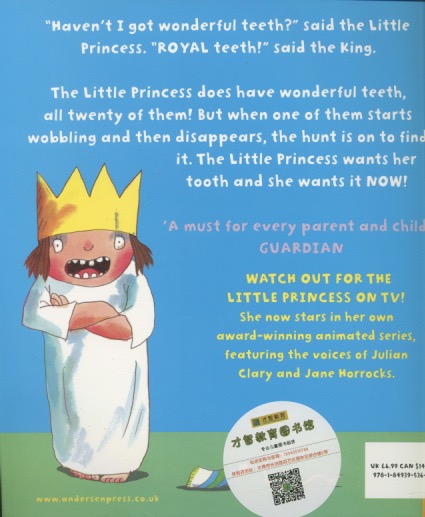 "Haven't I got wonderful teeth?" said the Little
Princess. "ROYAL teeth!" said the King.
The Little Princess does have wonderful teeth,
all twenty of them! But when one of them starts
wobbling and then disappears, the hunt is on to find
it. The Little Princess wants her
tooth and she wants it NOW!
'A must for every parent and child
GUARDIAN
WATCH OUT FOR THE
LITTLE PRINCESS ON TV!
She now stars in her own
award-winning animated series,
featuring the voices of Julian
Clary and Jane Horrocks.
才智教育图书馆
UK £6.99 CAN $14
978-1-84939-536-
www.andersenpress.co.uk